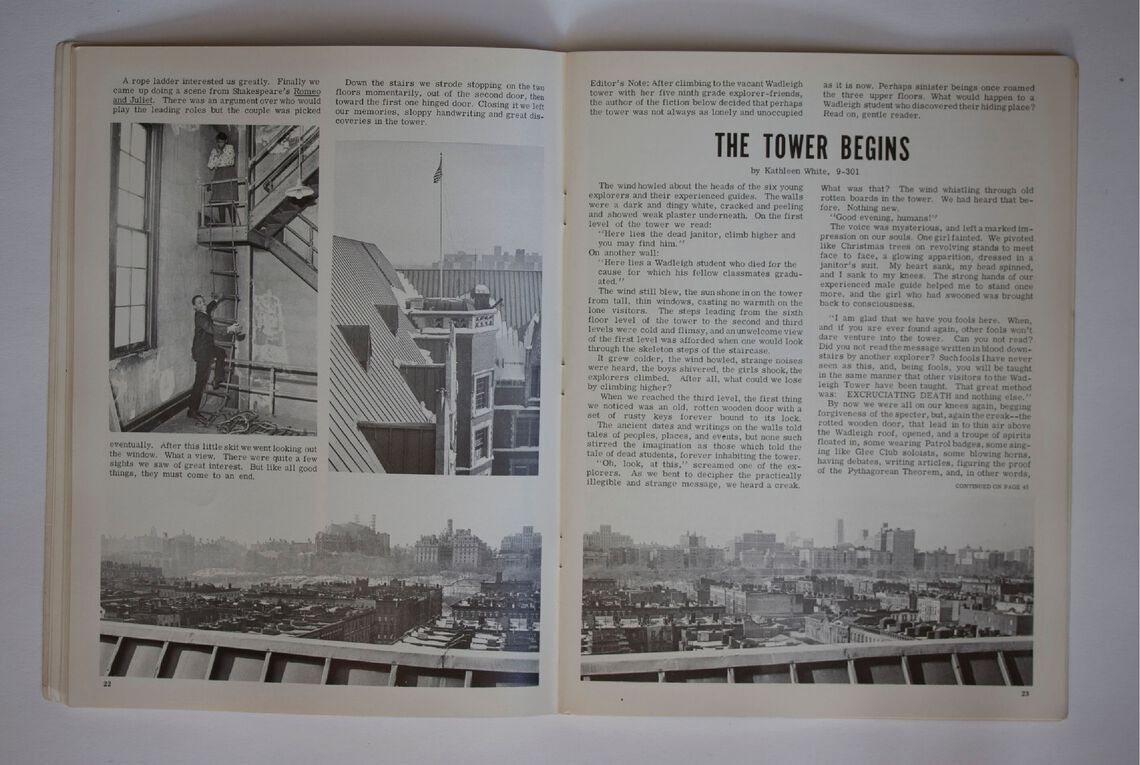 A rope ladder interested us greatly. Finally we
came up doing a scene from Shakespeare's Romeo
and Juliet. There was an argument over who would
play the leading roles but the couple was picked
eventually. After this little skit we went looking out
the window. What a view. There were quite a few
sights we saw of great interest. But like all good
things, they must come to an end.
Down the stairs we strode stopping on the two
floors momentarily, out of the second door, then
toward the first one hinged door. Closing it we left
our memories, sloppy handwriting and great dis-
coveries in the tower.
22
Editor's Note: After climbing to the vacant Wadleigh
tower with her five ninth grade explorer-friends,
the author of the fiction below decided that perhaps
the tower was not always as lonely and unoccupied
as it is now. Perhaps sinister beings once roamed
the three upper floors. What would happen to a
Wadleigh student who discovered their hiding place?
Read on, gentle reader.
THE TOWER BEGINS
by Kathleen White, 9-301
The wind howled about the heads of the six young
explorers and their experienced guides. The walls
were a dark and dingy white, cracked and peeling
and showed weak plaster underneath. On the first
level of the tower we read:
"Here lies the dead janitor, climb higher and
you may find him."
On another wall:
"Here lies a Wadleigh student who died for the
cause for which his fellow classmates gradu-
ated."
The wind still blew, the sun shone in on the tower
from tall, thin windows, casting no warmth on the
lone visitors. The steps leading from the sixth
floor level of the tower to the second and third
levels were cold and flimsy, and an unwelcome view
of the first level was afforded when one would look
through the skeleton steps of the staircase.
It grew colder, the wind howled, strange noises
were heard, the boys shivered, the girls shook, the
explorers climbed. After all, what could we lose
by climbing higher?
When we reached the third level, the first thing
we noticed was an old, rotten wooden door with a
set of rusty keys forever bound to its lock.
The ancient dates and writings on the walls told
tales of peoples, places, and events, but none such
stirred the imagination as those which told the
tale of dead students, forever inhabiting the tower.
"Oh, look, at this," screamed one of the ex-
plorers. As we bent to decipher the practically
illegible and strange message, we heard a creak.
What was that? The wind whistling through old
rotten boards in the tower. We had heard that be-
fore. Nothing new.
"Good evening, humans!"
The voice was mysterious, and left a marked im-
pression on our souls. One girl fainted. We pivoted
like Christmas trees on revolving stands to meet
face to face, a glowing apparition, dressed in a
janitor's suit. My heart sank, my head spinned,
and I sank to my knees. The strong hands of our
experienced male guide helped me to stand once
more, and the girl who had swooned was brought
back to consciousness.
"I am glad that we have you fools here. When,
and if you are ever found again, other fools won't
dare venture into the tower. Can you not read?
Did you not read the message written in blood down-
stairs by another explorer? Such fools I have never
seen as this, and, being fools, you will be taught
in the same manner that other visitors to the Wad-
leigh Tower have been taught. That great method
was: EXCRUCIATING DEATH and nothing else."
By now we were all on our knees again, begging
forgiveness of the specter, but, again the creak--the
rotted wooden door, that lead in to thin air above
the Wadleigh roof, opened, and a troupe of spirits
floated in, some wearing Patrol badges, some sing-
ing like Glee Club soloists, some blowing horns,
having debates, writing articles, figuring the proof
of the Pythagorean Theorem, and, in other words,
CONTINUED ON PAGE 45
23